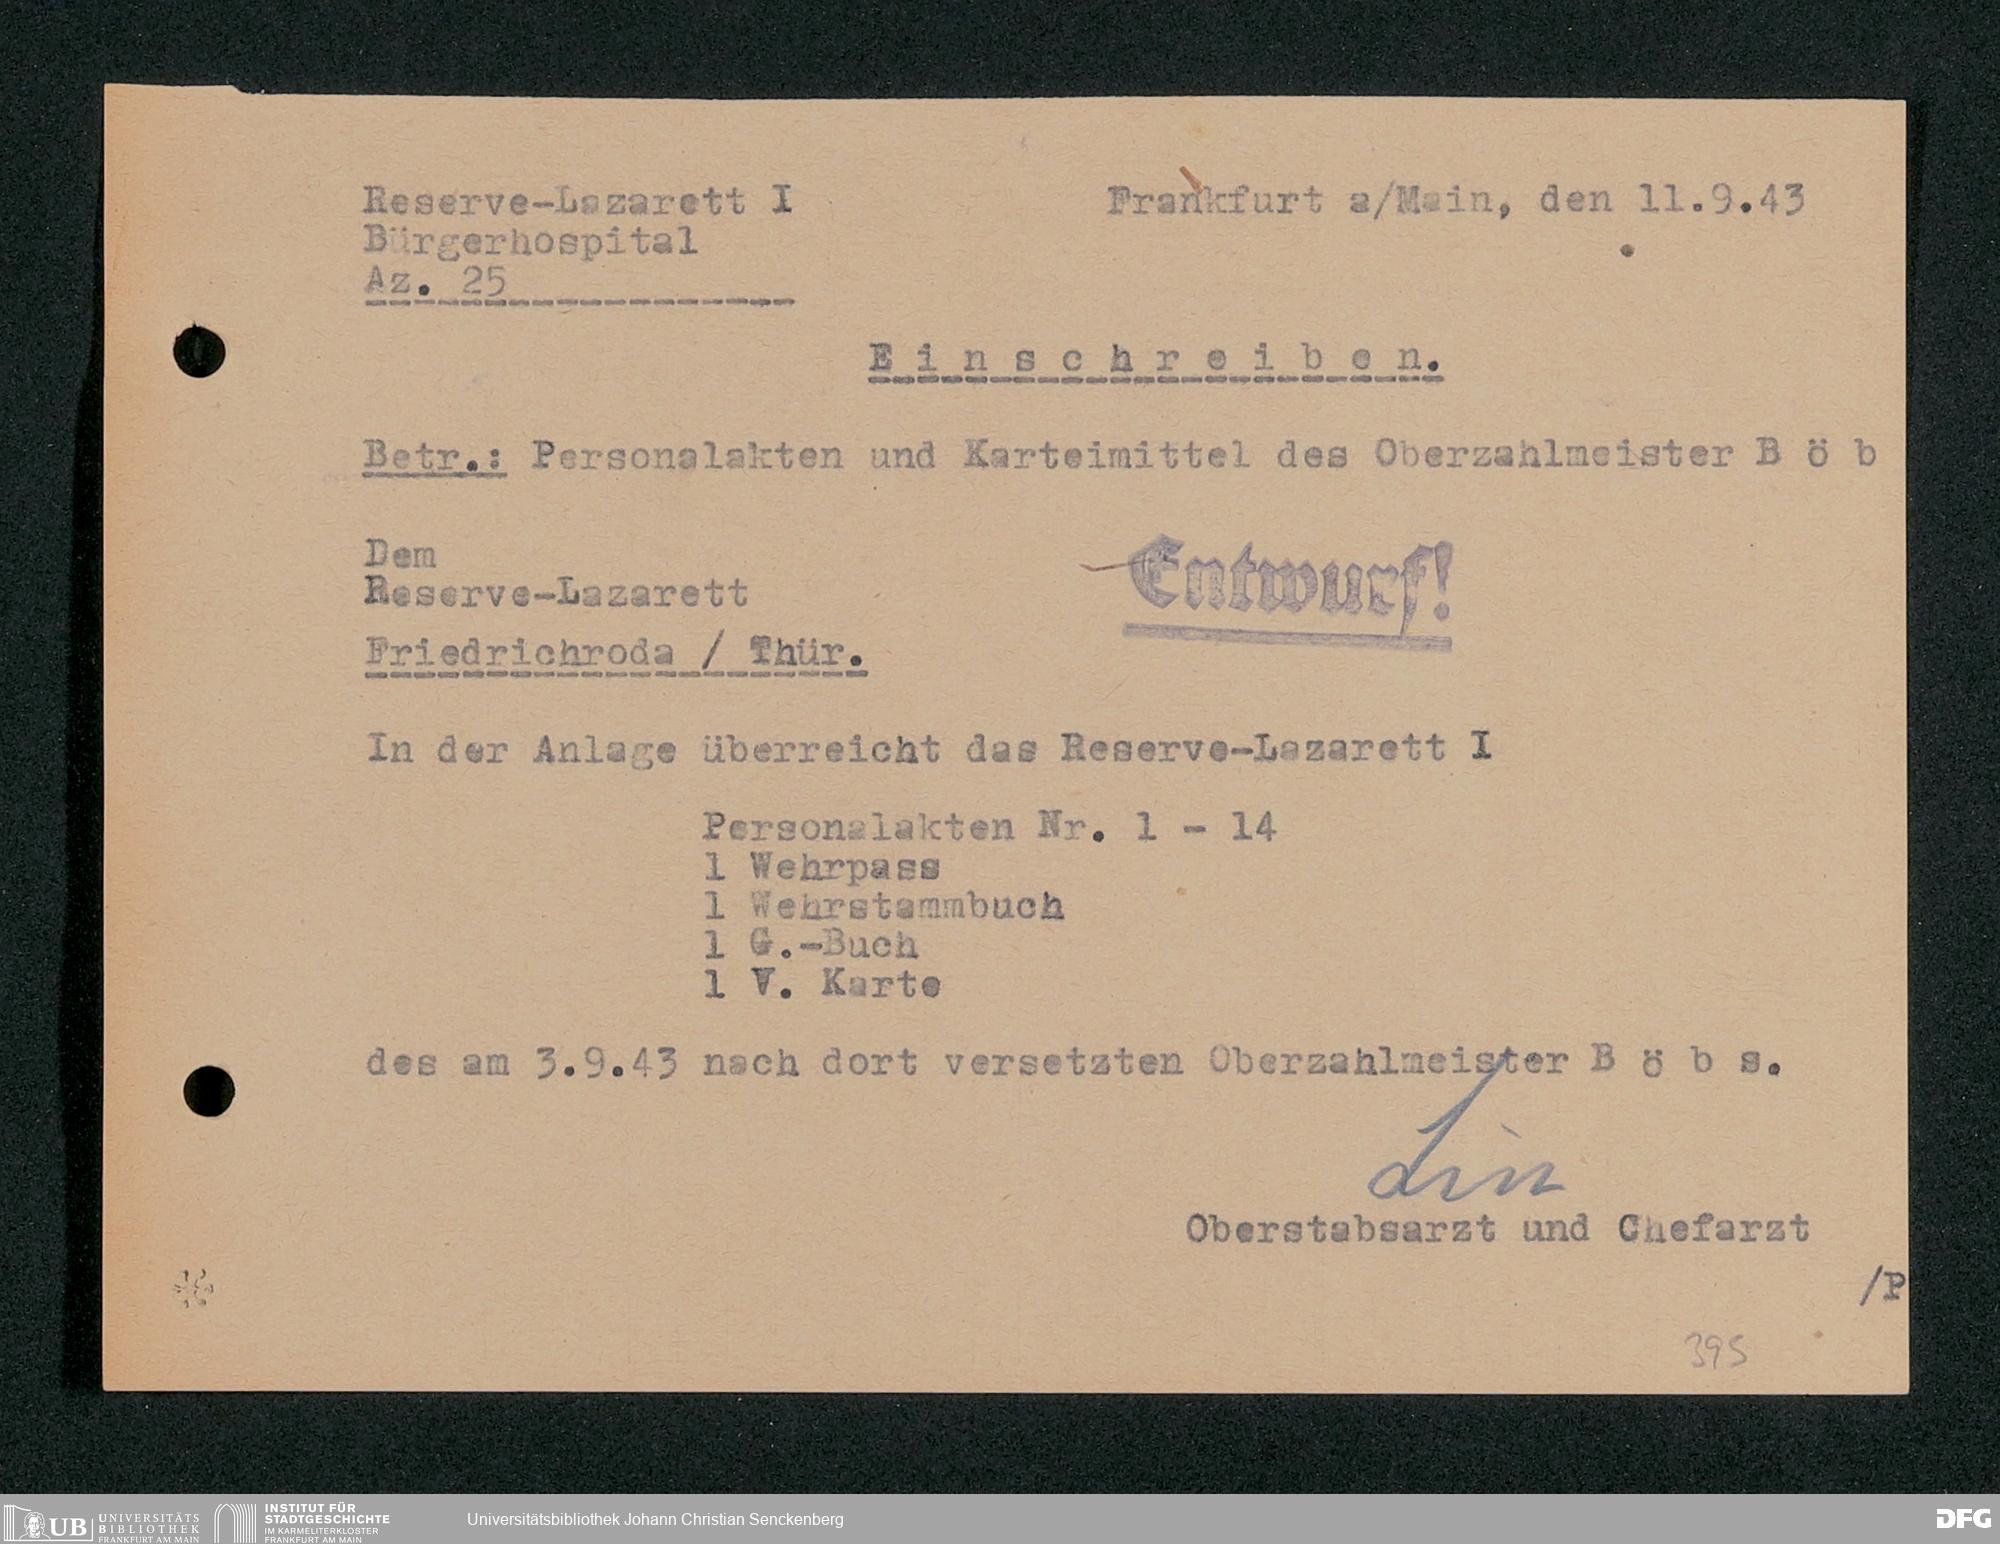 Reserve-Lazarett I
Frankfurt a/Main, den 11.9.43
Bürgerhospital
Az. 25
E i n s c h r e i b e n.
Betr.: Personalakten und Karteimittel des Oberzahlmeister B ö b
Dem
Reserve-Lazarett
Entwurf!
Friedrichroda / Thür.
In der Anlage überreicht das Reserve-Lazarett I
Personalakten Nr. 1 - 14
1 Wehrpass
1 Wehrstammbuch
1 G.-Buch
1 V. Karte
des am 3.9.43 nach dort versetzten Oberzahlmeister B ö b s.
Oberstabsarzt und Chefarzt
/P
395
UB UNIVERSITÄTS BIBLIOTHEK FRANKFURT AM MAIN
INSTITUT FÜR STADTGESCHICHTE IM KARMELITERKLOSTER FRANKFURT AM MAIN
Universitätsbibliothek Johann Christian Senckenberg
DFG